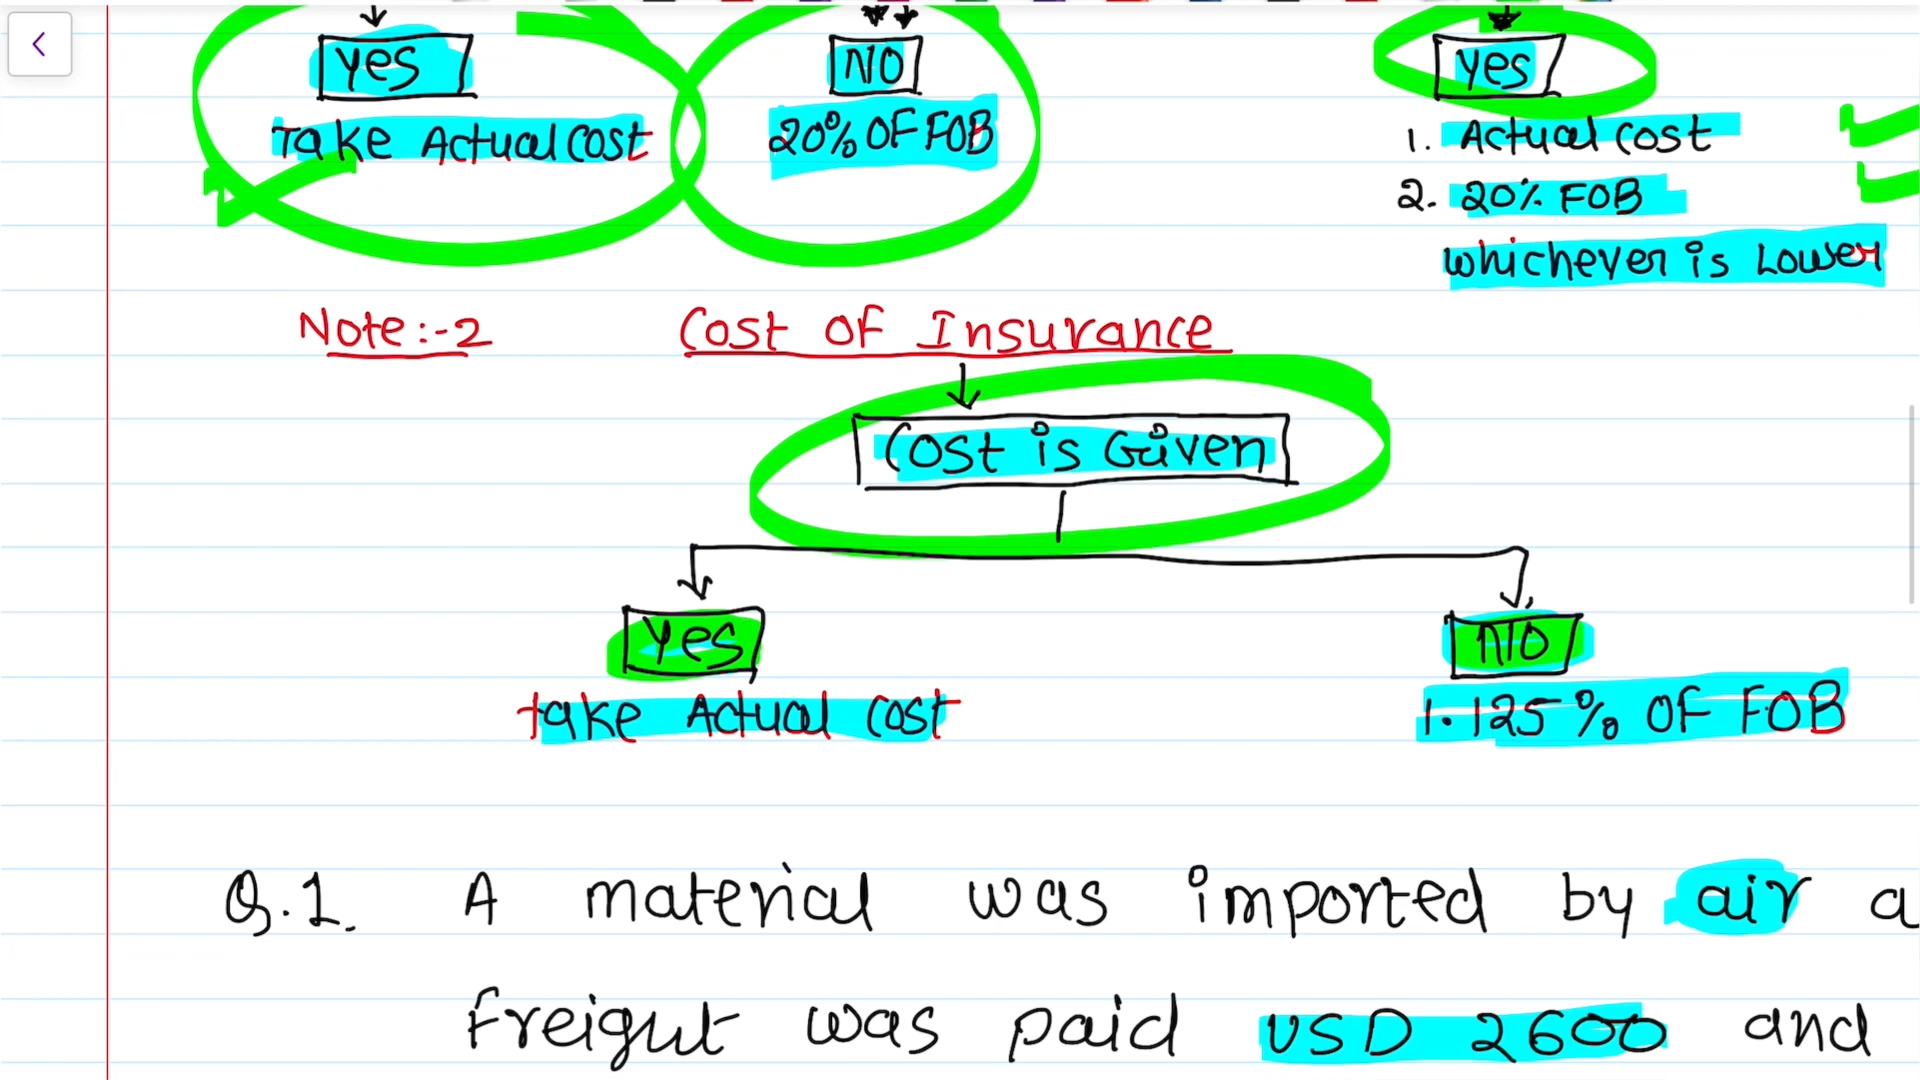 Yes NO Yes
Take Actual Cost 20% OF FOB 1. Actual Cost
2. 20% FOB
whichever is Lower
Note:-2 Cost OF Insurance
Cost is Given
Yes NO
take Actual Cost 1.125% OF FOB
Q.1. A material was imported by air a
freight was paid USD 2600 and